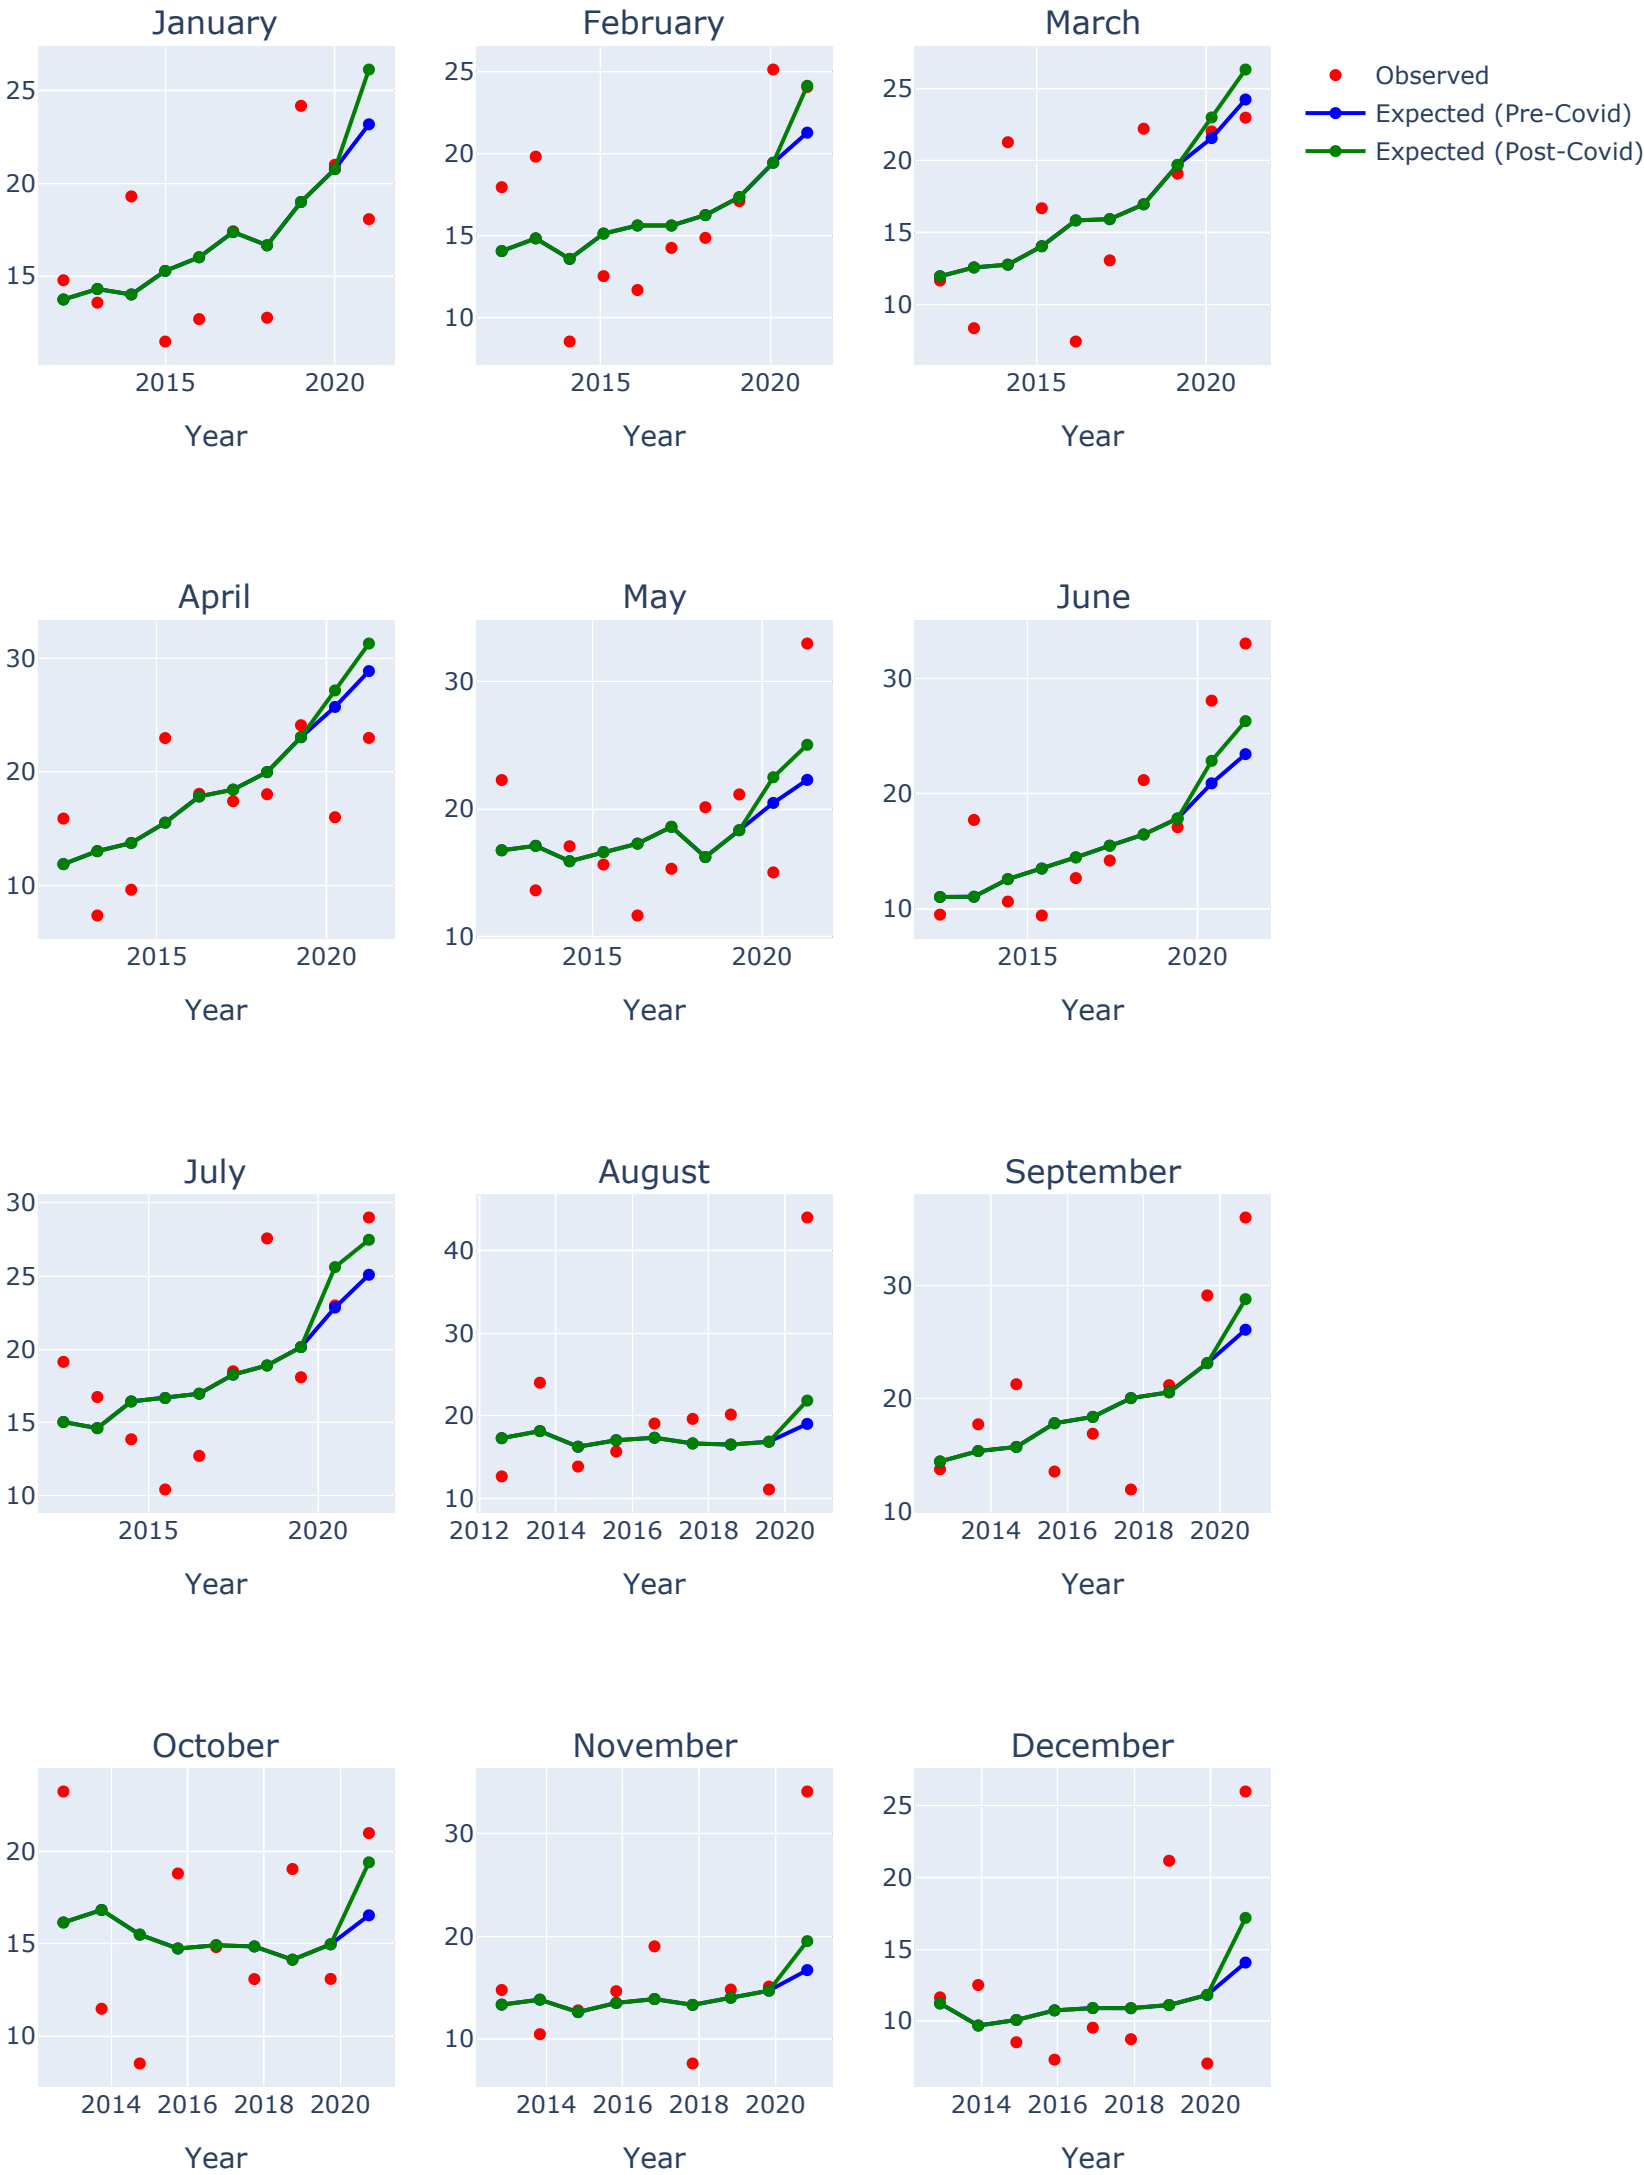 January February March
25
20
15
2015 2020
Year
25
20
15
10
2015 2020
Year
25
20
15
10
2015 2020
Year
Observed
Expected (Pre-Covid)
Expected (Post-Covid)
April May June
30
20
10
2015 2020
Year
30
20
10
2015 2020
Year
30
20
10
2015 2020
Year
July August September
30
25
20
15
10
2015 2020
Year
40
30
20
10
2012 2014 2016 2018 2020
Year
30
20
10
2014 2016 2018 2020
Year
October November December
20
15
10
2014 2016 2018 2020
Year
30
20
10
2014 2016 2018 2020
Year
25
20
15
10
2014 2016 2018 2020
Year